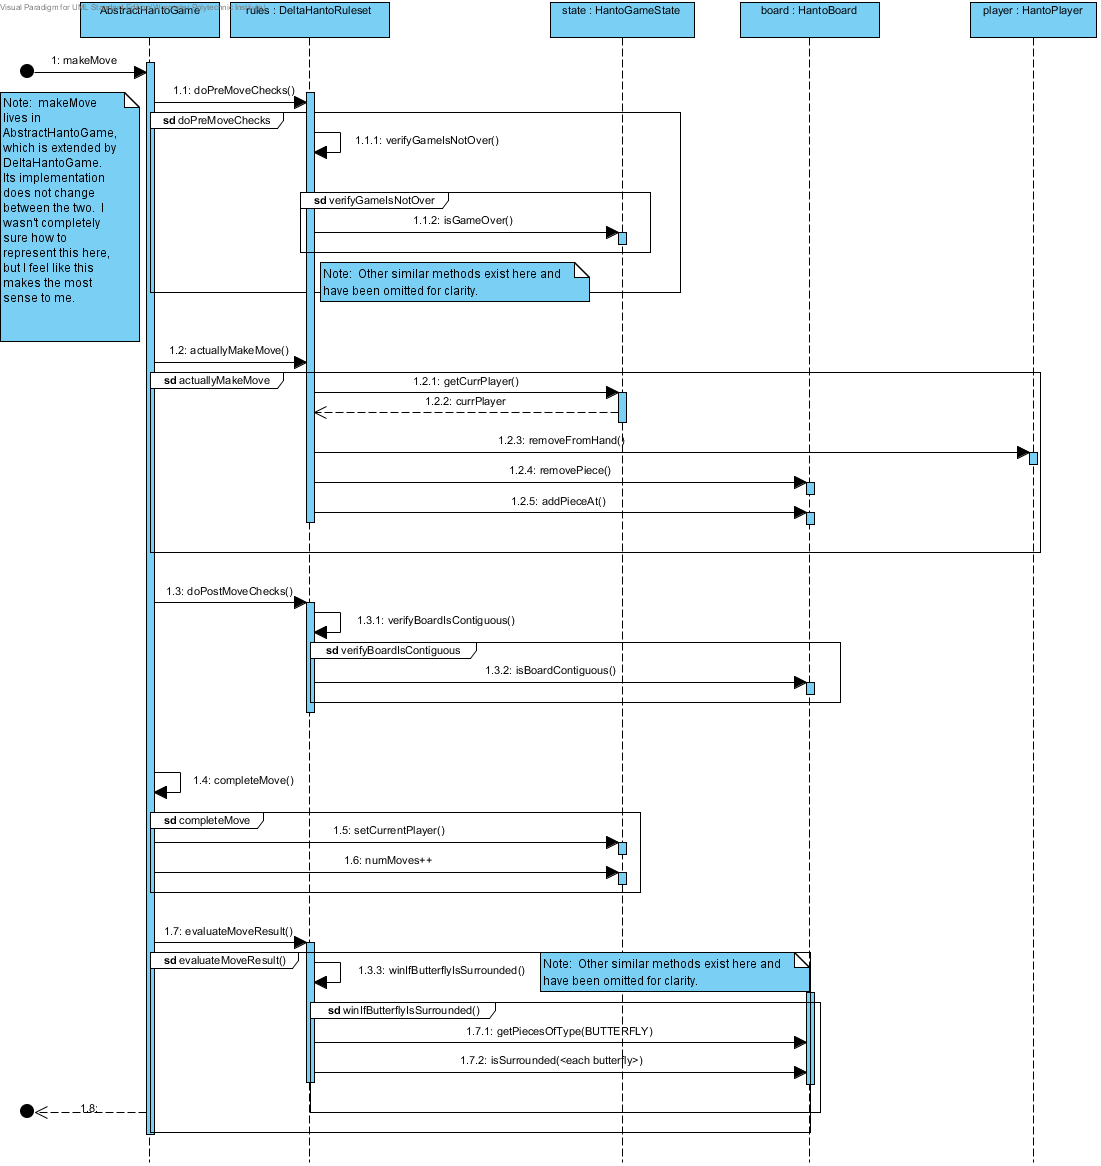 Visual Paradigm for UML
AbstractHantoGame
rules : DeltaHantoRuleset
state : HantoGameState
board : HantoBoard
player : HantoPlayer
1: makeMove
1.1: doPreMoveChecks()
Note: makeMove
lives in
AbstractHantoGame,
which is extended by
DeltaHantoGame.
Its implementation
does not change
between the two. I
wasn't completely
sure how to
represent this here,
but I feel like this
makes the most
sense to me.
sd doPreMoveChecks
1.1.1: verifyGameIsNotOver()
sd verifyGameIsNotOver
1.1.2: isGameOver()
Note: Other similar methods exist here and
have been omitted for clarity.
1.2: actuallyMakeMove()
sd actuallyMakeMove
1.2.1: getCurrPlayer()
1.2.2: currPlayer
1.2.3: removeFromHand()
1.2.4: removePiece()
1.2.5: addPieceAt()
1.3: doPostMoveChecks()
1.3.1: verifyBoardIsContiguous()
sd verifyBoardIsContiguous
1.3.2: isBoardContiguous()
1.4: completeMove()
sd completeMove
1.5: setCurrentPlayer()
1.6: numMoves++
1.7: evaluateMoveResult()
sd evaluateMoveResult()
1.3.3: winIfButterflyIsSurrounded()
Note: Other similar methods exist here and
have been omitted for clarity.
sd winIfButterflyIsSurrounded()
1.7.1: getPiecesOfType(BUTTERFLY)
1.7.2: isSurrounded(<each butterfly>)
1.8: